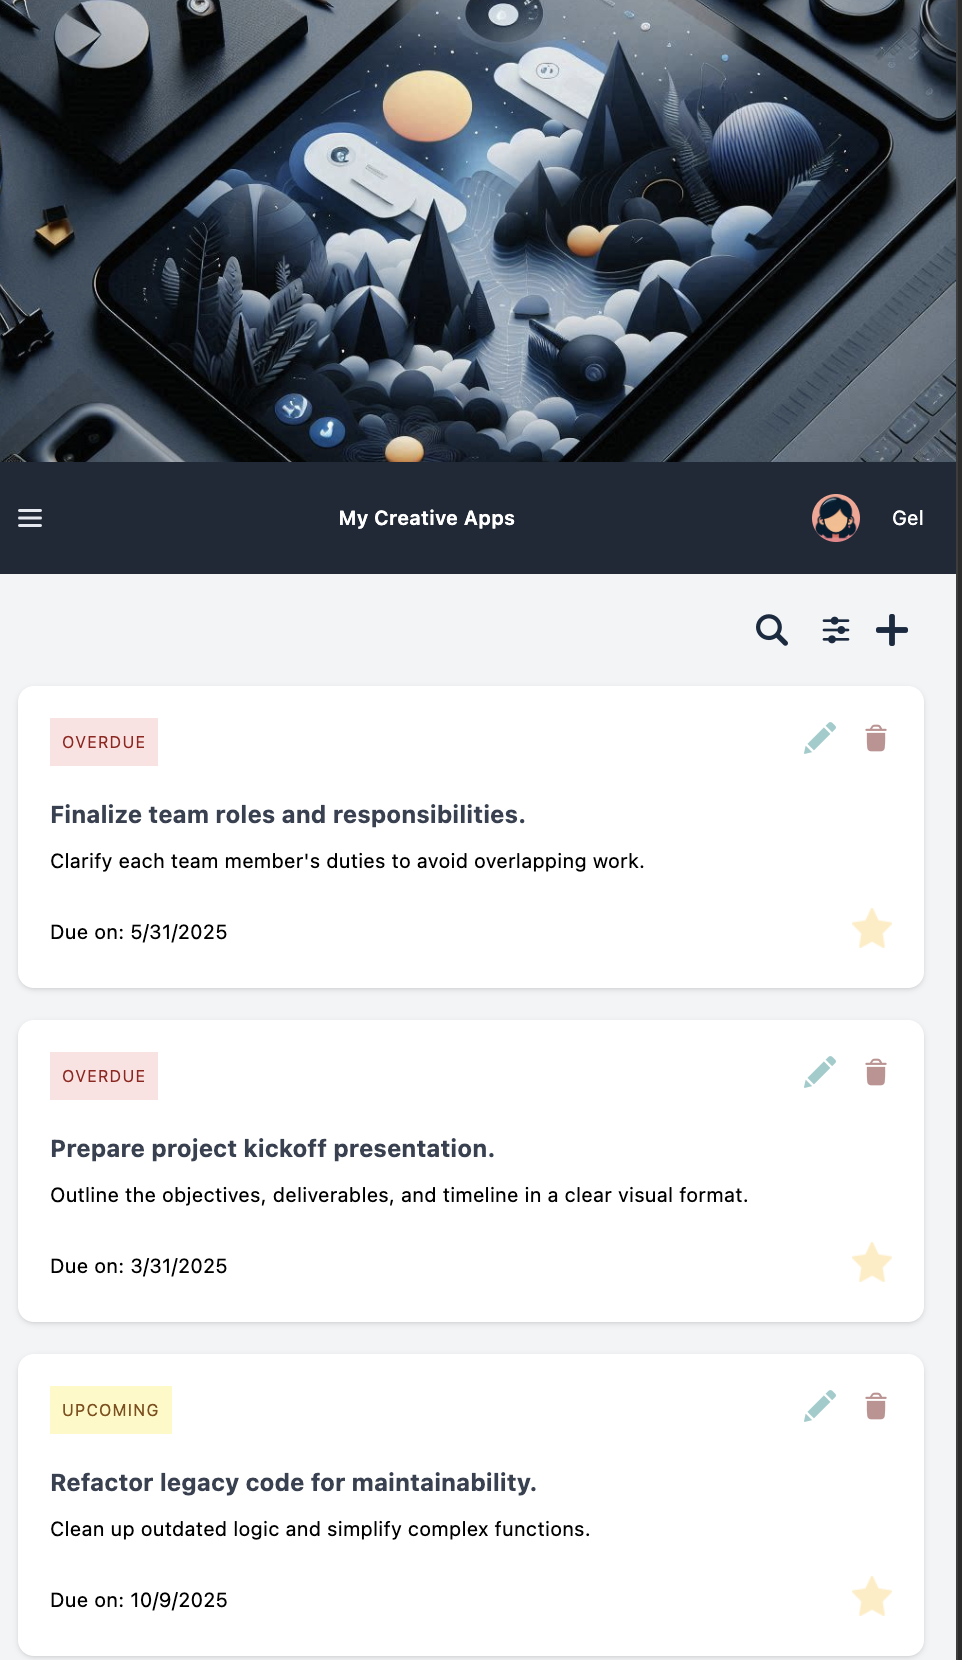 My Creative Apps
Gel
OVERDUE
Finalize team roles and responsibilities.
Clarify each team member's duties to avoid overlapping work.
Due on: 5/31/2025
OVERDUE
Prepare project kickoff presentation.
Outline the objectives, deliverables, and timeline in a clear visual format.
Due on: 3/31/2025
UPCOMING
Refactor legacy code for maintainability.
Clean up outdated logic and simplify complex functions.
Due on: 10/9/2025